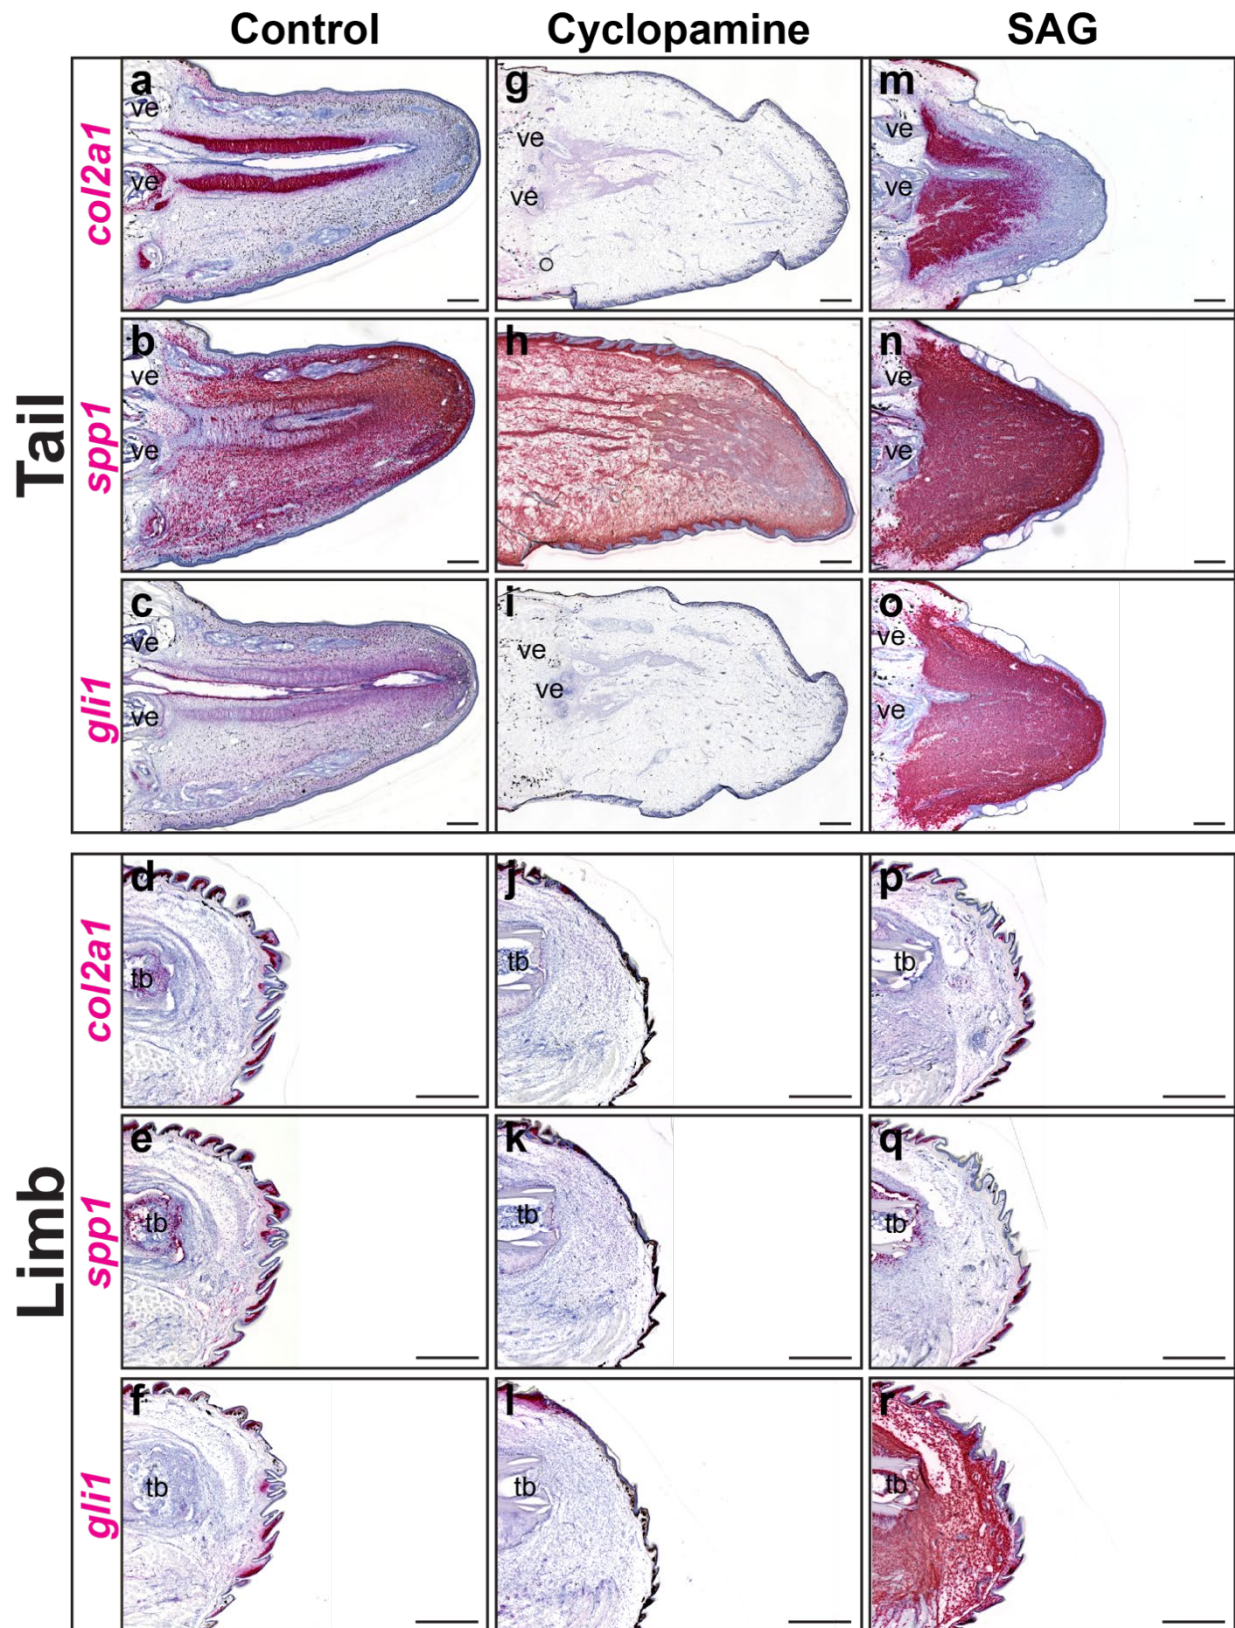 Control Cyclopamine SAG
Tail
col2a1
a
ve
ve
g
ve
ve
m
ve
ve
spp1
b
ve
ve
h
n
ve
ve
gli1
c
ve
ve
i
ve
ve
o
ve
ve
Limb
col2a1
d
tb
j
tb
p
tb
spp1
e
tb
k
tb
q
tb
gli1
f
tb
l
tb
r
tb